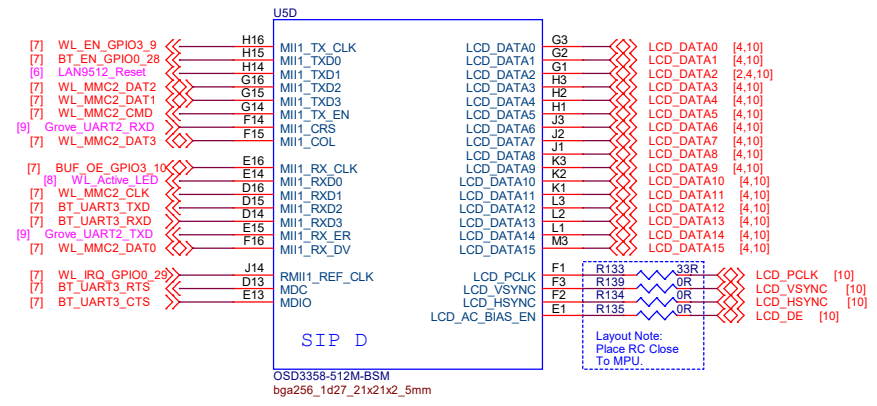 U5D
[7] WL_EN_GPIO3_9 H16 MII1_TX_CLK LCD_DATA0 G3 LCD_DATA0 [4,10]
[7] BT_EN_GPIO0_28 H15 MII1_TXD0 LCD_DATA1 G2 LCD_DATA1 [4,10]
[6] LAN9512_Reset H14 MII1_TXD1 LCD_DATA2 G1 LCD_DATA2 [2,4,10]
[7] WL_MMC2_DAT2 G16 MII1_TXD2 LCD_DATA3 H3 LCD_DATA3 [4,10]
[7] WL_MMC2_DAT1 G15 MII1_TXD3 LCD_DATA4 H2 LCD_DATA4 [4,10]
[7] WL_MMC2_CMD G14 MII1_TX_EN LCD_DATA5 H1 LCD_DATA5 [4,10]
[9] Grove_UART2_RXD F14 MII1_CRS LCD_DATA6 J3 LCD_DATA6 [4,10]
[7] WL_MMC2_DAT3 F15 MII1_COL LCD_DATA7 J2 LCD_DATA7 [4,10]
LCD_DATA8 J1 LCD_DATA8 [4,10]
[7] BUF_OE_GPIO3_10 E16 MII1_RX_CLK LCD_DATA9 K3 LCD_DATA9 [4,10]
[8] WL_Active_LED E14 MII1_RXD0 LCD_DATA10 K2 LCD_DATA10 [4,10]
[7] WL_MMC2_CLK D16 MII1_RXD1 LCD_DATA11 K1 LCD_DATA11 [4,10]
[7] BT_UART3_TXD D15 MII1_RXD2 LCD_DATA12 L3 LCD_DATA12 [4,10]
[7] BT_UART3_RXD D14 MII1_RXD3 LCD_DATA13 L2 LCD_DATA13 [4,10]
[9] Grove_UART2_TXD E15 MII1_RX_ER LCD_DATA14 L1 LCD_DATA14 [4,10]
[7] WL_MMC2_DAT0 F16 MII1_RX_DV LCD_DATA15 M3 LCD_DATA15 [4,10]
[7] WL_IRQ_GPIO0_29 J14 RMII1_REF_CLK LCD_PCLK F1 R133 33R LCD_PCLK [10]
[7] BT_UART3_RTS D13 MDC LCD_VSYNC F3 R139 0R LCD_VSYNC [10]
[7] BT_UART3_CTS E13 MDIO LCD_HSYNC F2 R134 0R LCD_HSYNC [10]
LCD_AC_BIAS_EN E1 R135 0R LCD_DE [10]
SIP D
Layout Note:
Place RC Close
To MPU.
OSD3358-512M-BSM
bga256_1d27_21x21x2_5mm